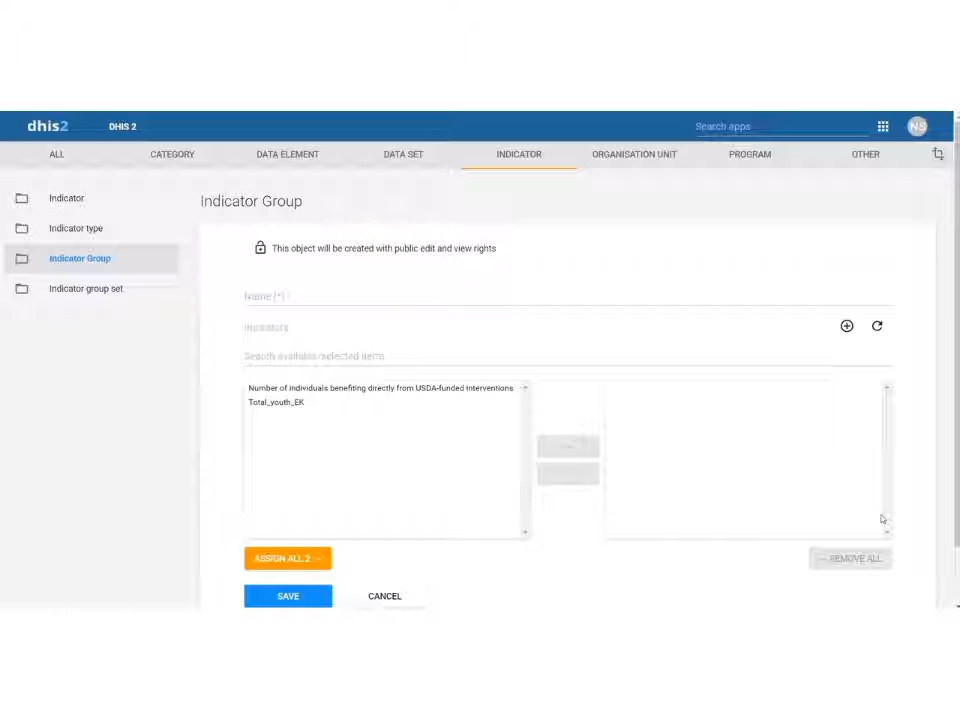 dhis2 DHIS 2 Search apps NS
ALL CATEGORY DATA ELEMENT DATA SET INDICATOR ORGANISATION UNIT PROGRAM OTHER
Indicator
Indicator type
Indicator Group
Indicator group set
Indicator Group
This object will be created with public edit and view rights
Name (*)
Indicators
Search available/selected items
Number of individuals benefiting directly from USDA-funded interventions
Total_youth_EK
ASSIGN ALL 2 →
← REMOVE ALL
SAVE CANCEL